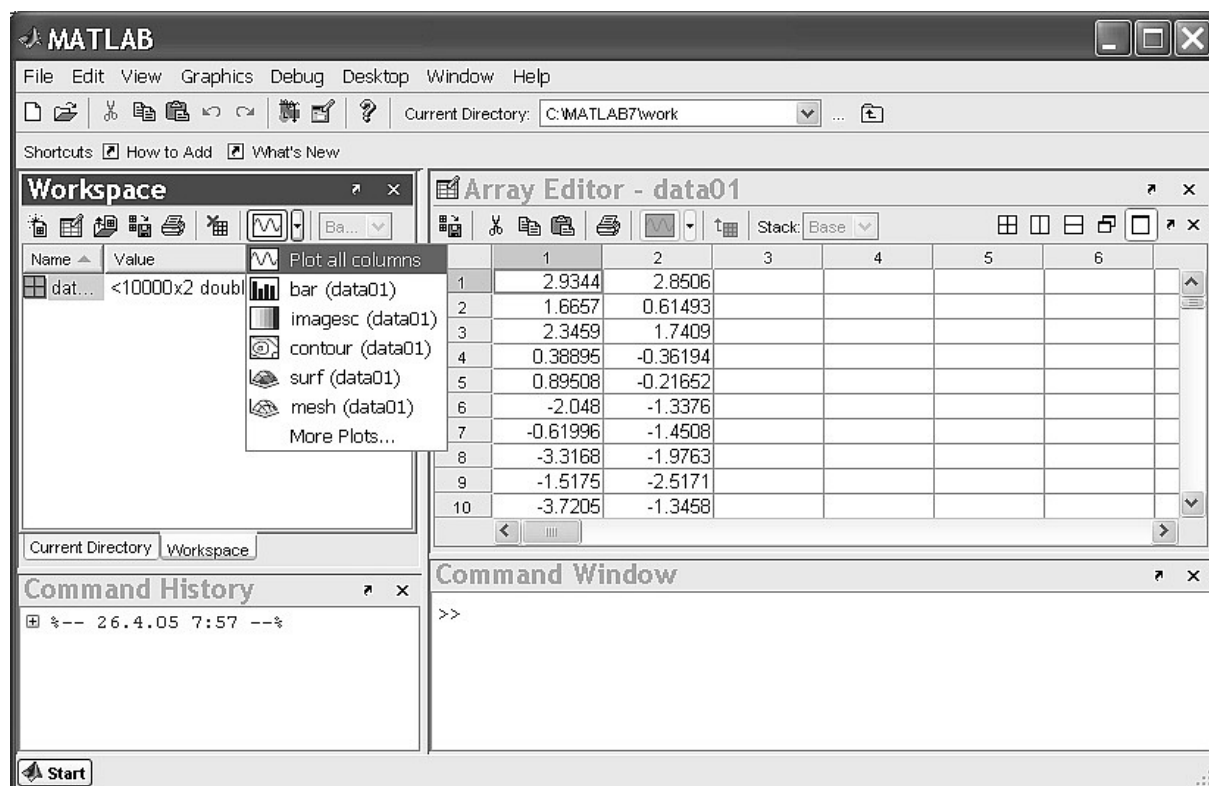 MATLAB
File Edit View Graphics Debug Desktop Window Help
Current Directory: C:\MATLAB7\work ...
Shortcuts How to Add What's New
Workspace
Ba...
Name Value
dat... <10000x2 doubl
Plot all columns
bar (data01)
imagesc (data01)
contour (data01)
surf (data01)
mesh (data01)
More Plots...
Current Directory Workspace
Array Editor - data01
Stack: Base
1 2 3 4 5 6
1 2.9344 2.8506
2 1.6657 0.61493
3 2.3459 1.7409
4 0.38895 -0.36194
5 0.89508 -0.21652
6 -2.048 -1.3376
7 -0.61996 -1.4508
8 -3.3168 -1.9763
9 -1.5175 -2.5171
10 -3.7205 -1.3458
Command History
%-- 26.4.05 7:57 --%
Command Window
>>
Start